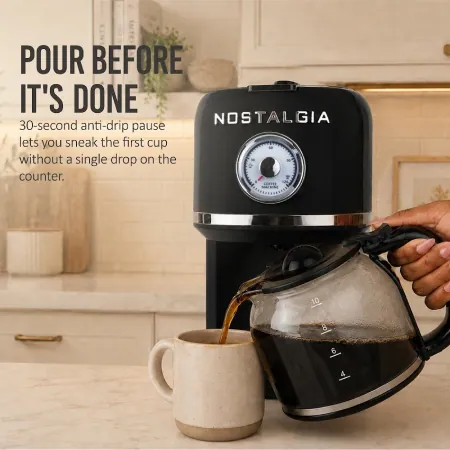 POUR BEFORE
IT'S DONE
30-second anti-drip pause
lets you sneak the first cup
without a single drop on the
counter.
NOSTALGIA
10
8
6
4